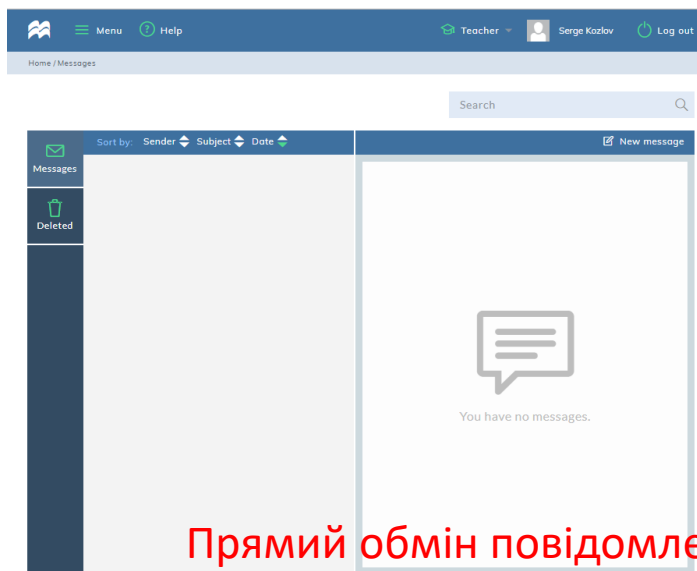 Menu Help Teacher Serge Kozlov Log out
Home / Messages
Search
Sort by: Sender Subject Date New message
Messages
Deleted
You have no messages.
Прямий обмін